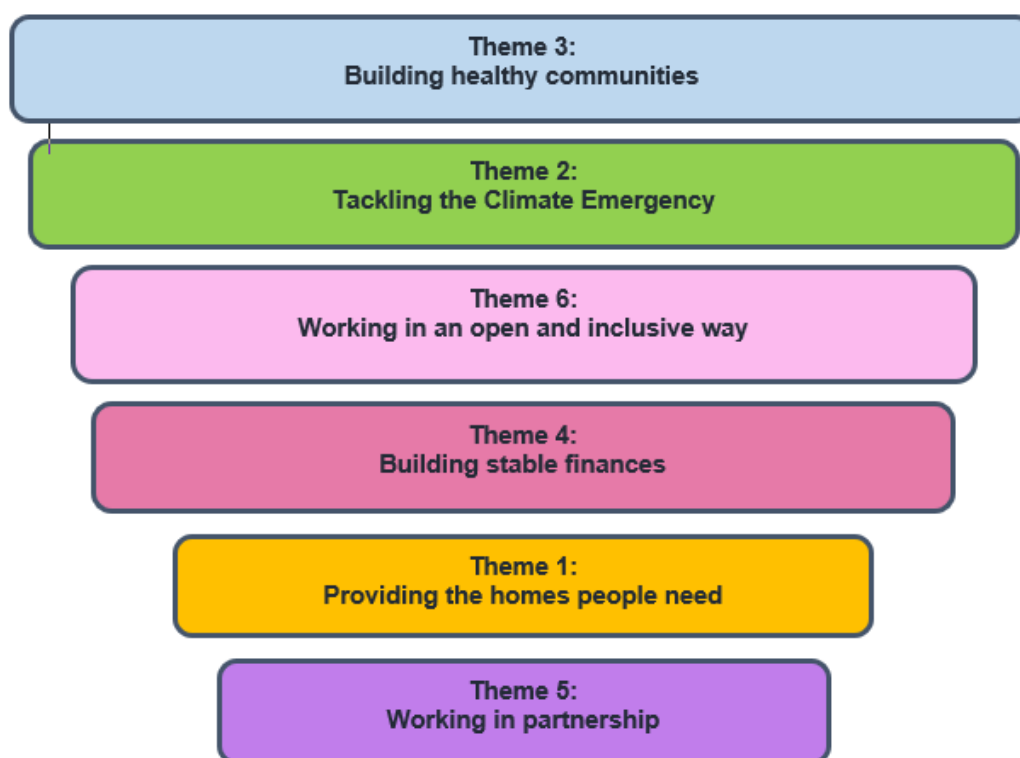 Theme 3:
Building healthy communities
Theme 2:
Tackling the Climate Emergency
Theme 6:
Working in an open and inclusive way
Theme 4:
Building stable finances
Theme 1:
Providing the homes people need
Theme 5:
Working in partnership